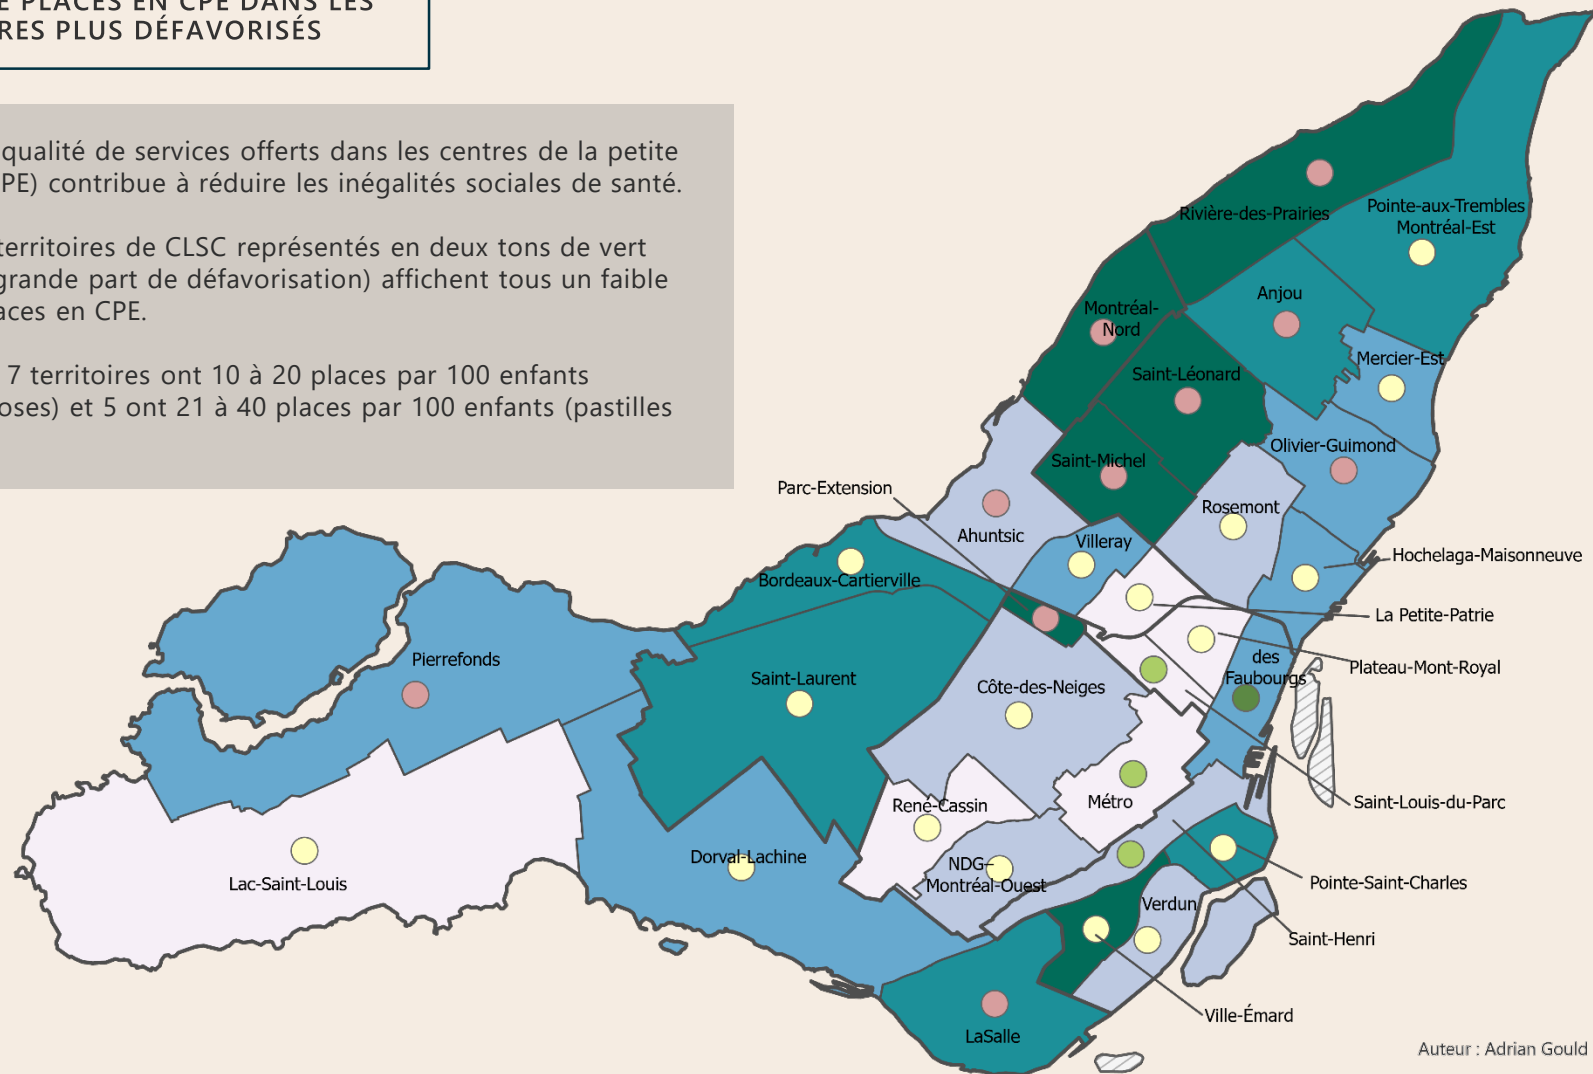 PLACES EN CPE DANS LES
RES PLUS DÉFAVORISÉS
qualité de services offerts dans les centres de la petite
PE) contribue à réduire les inégalités sociales de santé.
territoires de CLSC représentés en deux tons de vert
grande part de défavorisation) affichent tous un faible
aces en CPE.
7 territoires ont 10 à 20 places par 100 enfants
oses) et 5 ont 21 à 40 places par 100 enfants (pastilles
Rivière-des-Prairies
Pointe-aux-Trembles
Montréal-Est
Anjou
Montréal-
Nord
Mercier-Est
Saint-Léonard
Olivier-Guimond
Saint-Michel
Parc-Extension
Rosemont
Ahuntsic
Villeray
Hochelaga-Maisonneuve
Bordeaux-Cartierville
La Petite-Patrie
Pierrefonds
des
Faubourgs
Plateau-Mont-Royal
Saint-Laurent
Côte-des-Neiges
Métro
Saint-Louis-du-Parc
René-Cassin
Dorval-Lachine
NDG–
Montréal-Ouest
Lac-Saint-Louis
Pointe-Saint-Charles
Verdun
Saint-Henri
Ville-Émard
LaSalle
Auteur : Adrian Gould